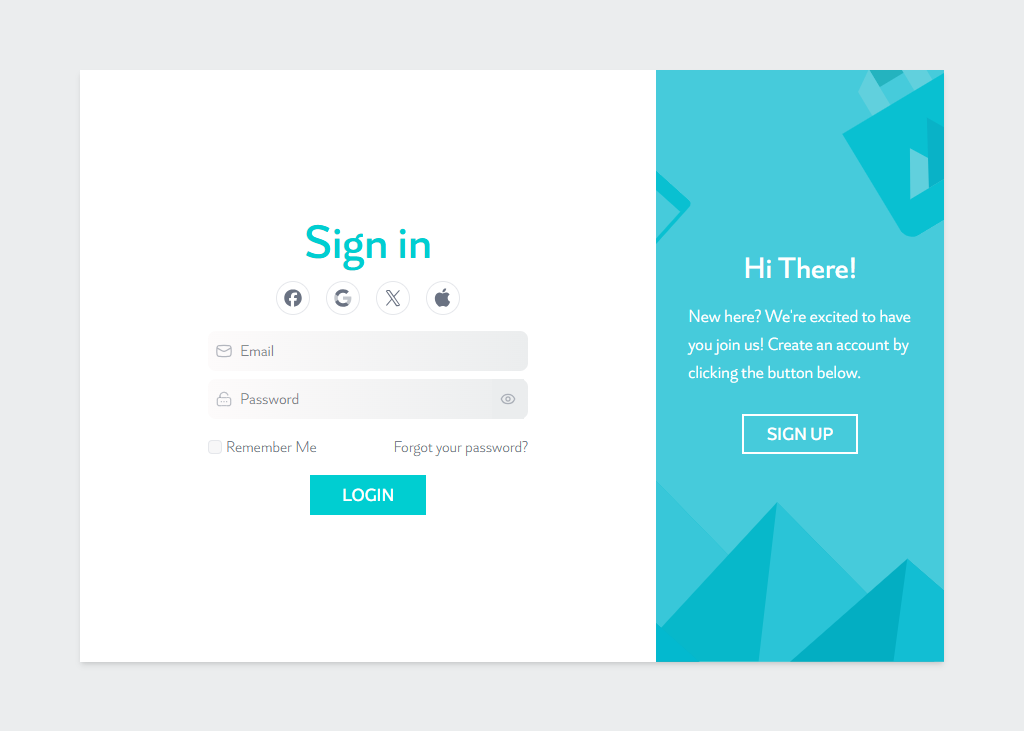 Sign in
Email
Password
Remember Me
Forgot your password?
LOGIN
Hi There!
New here? We're excited to have
you join us! Create an account by
clicking the button below.
SIGN UP